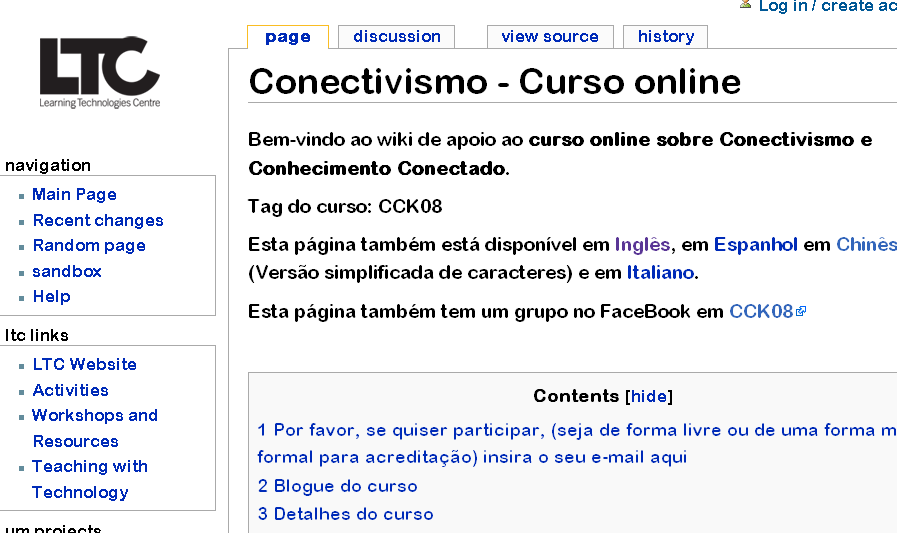 Log in / create ac
page
discussion
view source
history
LTC
Learning Technologies Centre
Conectivismo - Curso online
Bem-vindo ao wiki de apoio ao curso online sobre Conectivismo e
Conhecimento Conectado.
Tag do curso: CCK08
Esta página também está disponível em Inglês, em Espanhol em Chinês
(Versão simplificada de caracteres) e em Italiano.
Esta página também tem um grupo no FaceBook em CCK08
Contents [hide]
1 Por favor, se quiser participar, (seja de forma livre ou de uma forma m
formal para acreditação) insira o seu e-mail aqui
2 Blogue do curso
3 Detalhes do curso
navigation
Main Page
Recent changes
Random page
sandbox
Help
ltc links
LTC Website
Activities
Workshops and
Resources
Teaching with
Technology
um projects